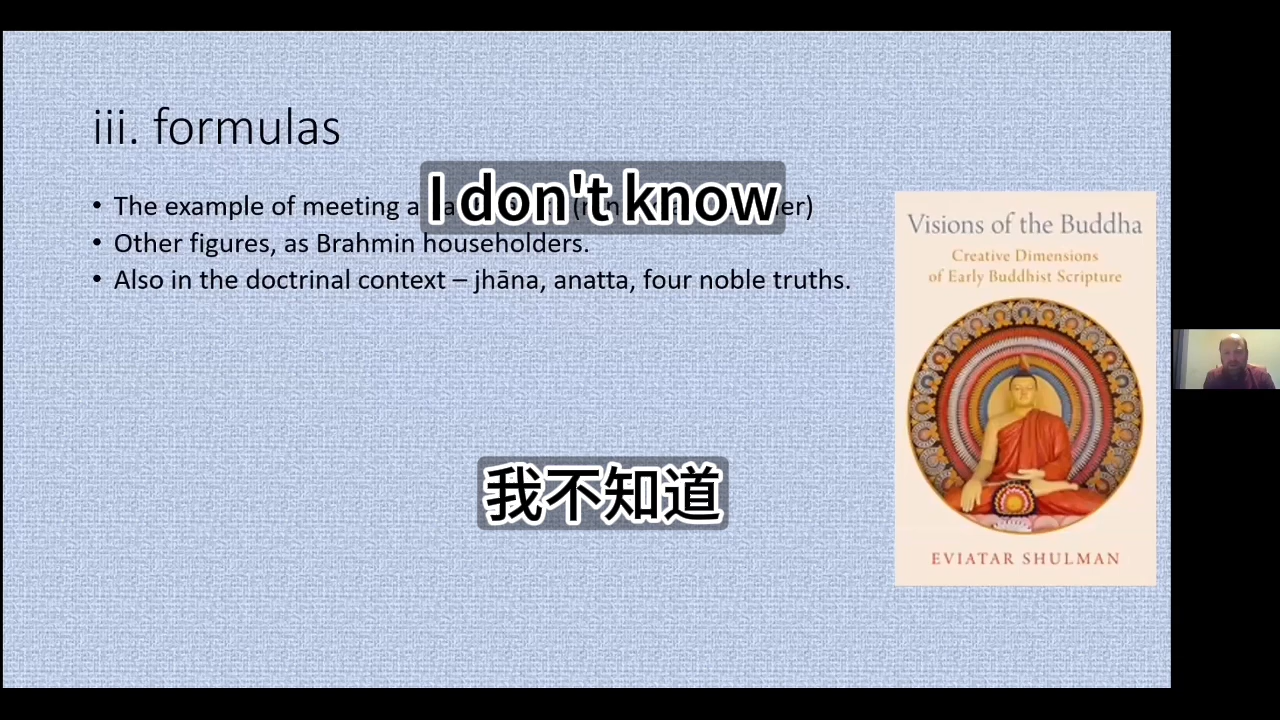 iii. formulas
I don't know
• The example of meeting a
• Other figures, as Brahmin householders.
• Also in the doctrinal context – jhāna, anatta, four noble truths.
我不知道
Visions of the Buddha
Creative Dimensions
of Early Buddhist Scripture
EVIATAR SHULMAN